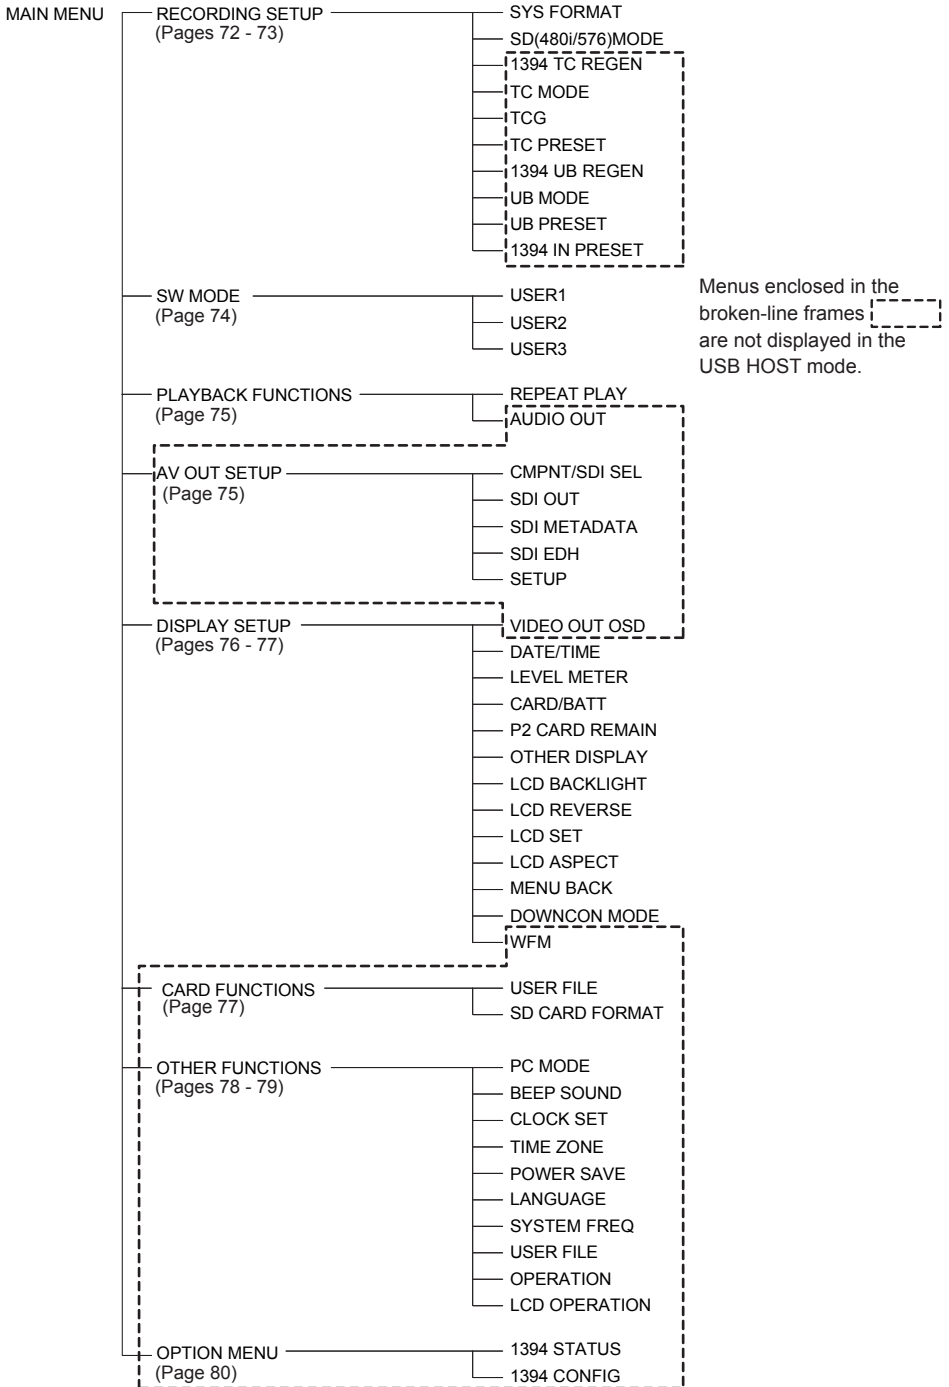 MAIN MENU
RECORDING SETUP
(Pages 72 - 73)
SYS FORMAT
SD(480i/576)MODE
1394 TC REGEN
TC MODE
TCG
TC PRESET
1394 UB REGEN
UB MODE
UB PRESET
1394 IN PRESET
SW MODE
(Page 74)
USER1
USER2
USER3
Menus enclosed in the
broken-line frames
are not displayed in the
USB HOST mode.
PLAYBACK FUNCTIONS
(Page 75)
REPEAT PLAY
AUDIO OUT
AV OUT SETUP
(Page 75)
CMPNT/SDI SEL
SDI OUT
SDI METADATA
SDI EDH
SETUP
DISPLAY SETUP
(Pages 76 - 77)
VIDEO OUT OSD
DATE/TIME
LEVEL METER
CARD/BATT
P2 CARD REMAIN
OTHER DISPLAY
LCD BACKLIGHT
LCD REVERSE
LCD SET
LCD ASPECT
MENU BACK
DOWNCON MODE
WFM
CARD FUNCTIONS
(Page 77)
USER FILE
SD CARD FORMAT
OTHER FUNCTIONS
(Pages 78 - 79)
PC MODE
BEEP SOUND
CLOCK SET
TIME ZONE
POWER SAVE
LANGUAGE
SYSTEM FREQ
USER FILE
OPERATION
LCD OPERATION
OPTION MENU
(Page 80)
1394 STATUS
1394 CONFIG